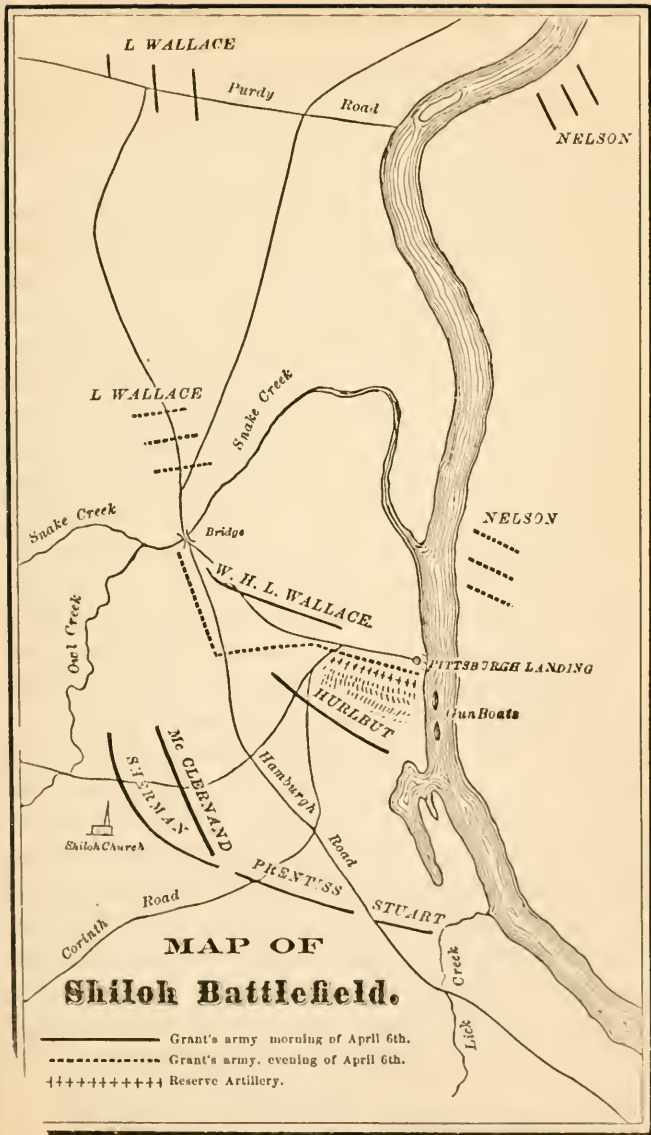 L WALLACE
Purdy Road
NELSON
L WALLACE
Snake Creek
Snake Creek
Bridge
NELSON
W. H. L. WALLACE.
Owl Creek
PITTSBURGH LANDING
HURLBUT
Gun Boats
Mc CLERNAND
SHERMAN
Hamburgh Road
Shiloh Church
PRENTISS
STUART
Corinth Road
Lick Creek
MAP OF
Shiloh Battlefield.
Grant's army morning of April 6th.
Grant's army, evening of April 6th.
Reserve Artillery.